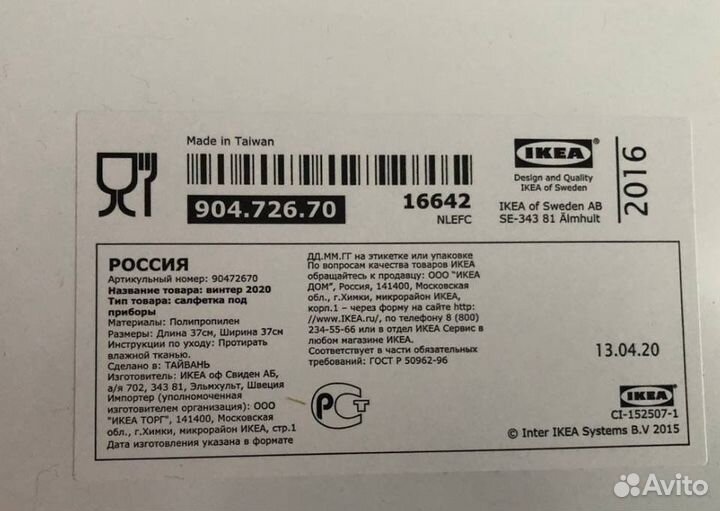 Made in Taiwan
904.726.70
16642
NLEFC
IKEA
Design and Quality
IKEA of Sweden
IKEA of Sweden AB
SE-343 81 Älmhult
2016
РОССИЯ
Артикульный номер: 90472670
Название товара: винтер 2020
Тип товара: салфетка под
приборы
Материалы: Полипропилен
Размеры: Длина 37см, Ширина 37см
Инструкции по уходу: Протирать
влажной тканью.
Сделано в: ТАЙВАНЬ
Изготовитель: ИКЕА оф Свиден АБ,
а/я 702, 343 81, Эльмхульт, Швеция
Импортер (уполномоченная
изготовителем организация): ООО
"ИКЕА ТОРГ", 141400, Московская
обл., г.Химки, микрорайон ИКЕА, стр.1
Дата изготовления указана в формате
ДД.ММ.ГГ на этикетке или упаковке
По вопросам качества товаров ИКЕА
обращайтесь к продавцу: ООО "ИКЕА
ДОМ", Россия, 141400, Московская
обл., г.Химки, микрорайон ИКЕА,
корп.1 – через форму на сайте http:
//www.IKEA.ru/, по телефону 8 (800)
234-55-66 или в отдел ИКЕА Сервис в
любом магазине ИКЕА.
Соответствует в части обязательных
требований: ГОСТ Р 50962-96
РСТ
13.04.20
IKEA
CI-152507-1
© Inter IKEA Systems B.V 2015
Avito